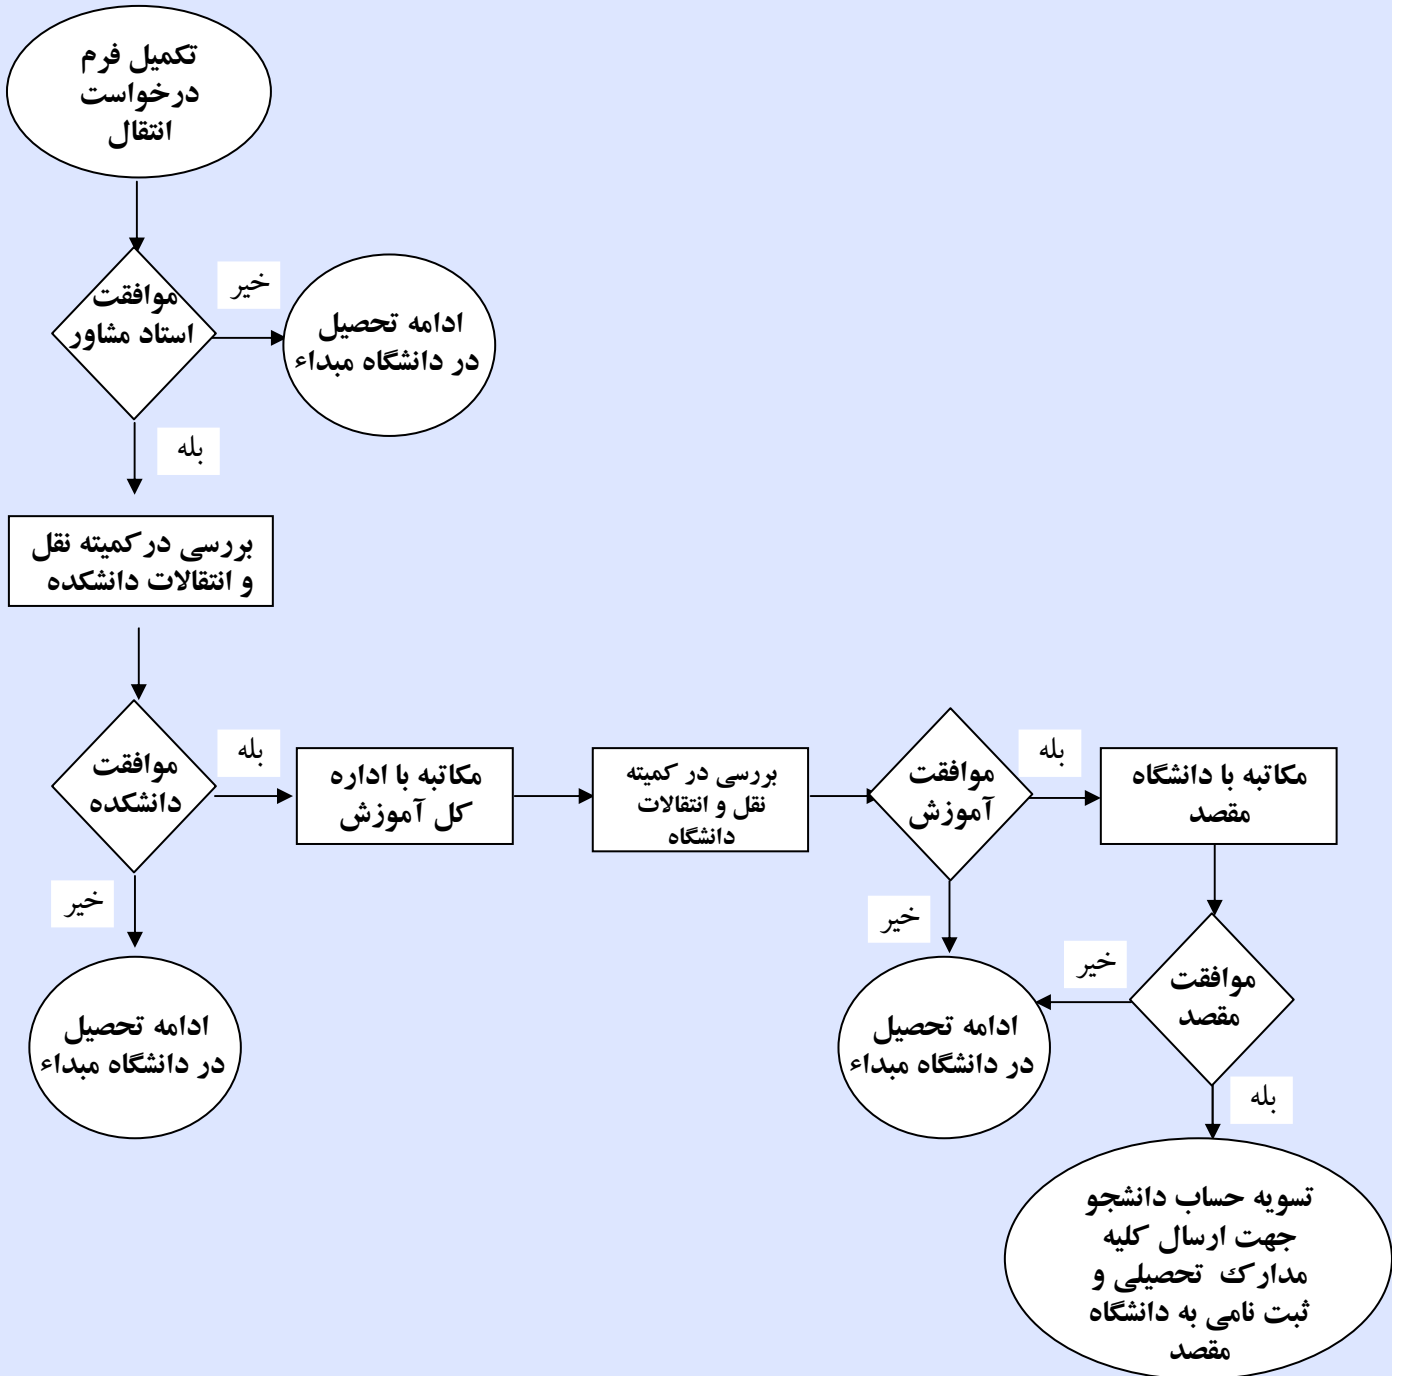 تکمیل فرم
درخواست
انتقال
موافقت
استاد مشاور
خیر
ادامه تحصیل
در دانشگاه مبداء
بله
بررسی در کمیته نقل
و انتقالات دانشکده
موافقت
دانشکده
بله
مکاتبه با اداره
کل آموزش
بررسی در کمیته
نقل و انتقالات
دانشگاه
موافقت
آموزش
بله
مکاتبه با دانشگاه
مقصد
خیر
ادامه تحصیل
در دانشگاه مبداء
خیر
ادامه تحصیل
در دانشگاه مبداء
خیر
موافقت
مقصد
بله
تسویه حساب دانشجو
جهت ارسال کلیه
مدارك تحصیلی و
ثبت نامی به دانشگاه
مقصد